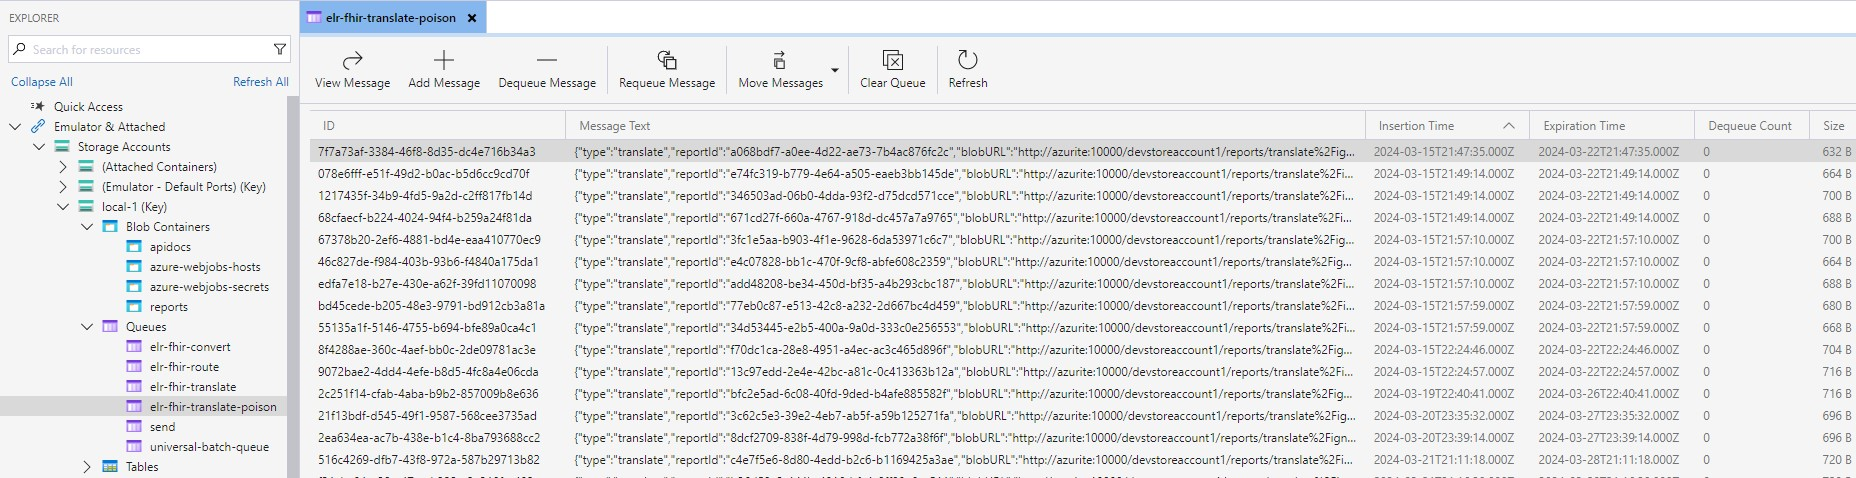 EXPLORER
Search for resources
Collapse All Refresh All
Quick Access
Emulator & Attached
Storage Accounts
(Attached Containers)
(Emulator - Default Ports) (Key)
local-1 (Key)
Blob Containers
apidocs
azure-webjobs-hosts
azure-webjobs-secrets
reports
Queues
elr-fhir-convert
elr-fhir-route
elr-fhir-translate
elr-fhir-translate-poison
send
universal-batch-queue
Tables
elr-fhir-translate-poison ×
View Message Add Message Dequeue Message Requeue Message Move Messages Clear Queue Refresh
ID Message Text Insertion Time Expiration Time Dequeue Count Size
7f7a73af-3384-46f8-8d35-dc4e716b34a3 {"type":"translate","reportId":"a068bdf7-a0ee-4d22-ae73-7b4ac876fc2c","blobURL":"http://azurite:10000/devstoreaccount1/reports/translate%2Fig... 2024-03-15T21:47:35.000Z 2024-03-22T21:47:35.000Z 0 632 B
078e6fff-e51f-49d2-b0ac-b5d6cc9cd70f {"type":"translate","reportId":"e74fc319-b779-4e64-a505-eaeb3bb145de","blobURL":"http://azurite:10000/devstoreaccount1/reports/translate%2Fi... 2024-03-15T21:49:14.000Z 2024-03-22T21:49:14.000Z 0 664 B
1217435f-34b9-4fd5-9a2d-c2ff817fb14d {"type":"translate","reportId":"346503ad-06b0-4dda-93f2-d75dcd571cce","blobURL":"http://azurite:10000/devstoreaccount1/reports/translate%2Fi... 2024-03-15T21:49:14.000Z 2024-03-22T21:49:14.000Z 0 700 B
68cfaecf-b224-4024-94f4-b259a24f81da {"type":"translate","reportId":"671cd27f-660a-4767-918d-dc457a7a9765","blobURL":"http://azurite:10000/devstoreaccount1/reports/translate%2Fi... 2024-03-15T21:49:14.000Z 2024-03-22T21:49:14.000Z 0 688 B
67378b20-2ef6-4881-bd4e-eaa410770ec9 {"type":"translate","reportId":"3fc1e5aa-b903-4f1e-9628-6da53971c6c7","blobURL":"http://azurite:10000/devstoreaccount1/reports/translate%2Fig... 2024-03-15T21:57:10.000Z 2024-03-22T21:57:10.000Z 0 700 B
46c827de-f984-403b-93b6-f4840a175da1 {"type":"translate","reportId":"e4c07828-bb1c-470f-9cf8-abfe608c2359","blobURL":"http://azurite:10000/devstoreaccount1/reports/translate%2Fig... 2024-03-15T21:57:10.000Z 2024-03-22T21:57:10.000Z 0 664 B
edfa7e18-b27e-430e-a62f-39fd11070098 {"type":"translate","reportId":"add48208-be34-450d-bf35-a4b293cbc187","blobURL":"http://azurite:10000/devstoreaccount1/reports/translate%2Fi... 2024-03-15T21:57:10.000Z 2024-03-22T21:57:10.000Z 0 688 B
bd45cede-b205-48e3-9791-bd912cb3a81a {"type":"translate","reportId":"77eb0c87-e513-42c8-a232-2d667bc4d459","blobURL":"http://azurite:10000/devstoreaccount1/reports/translate%2Fi... 2024-03-15T21:57:59.000Z 2024-03-22T21:57:59.000Z 0 680 B
55135a1f-5146-4755-b694-bfe89a0ca4c1 {"type":"translate","reportId":"34d53445-e2b5-400a-9a0d-333c0e256553","blobURL":"http://azurite:10000/devstoreaccount1/reports/translate%2Fi... 2024-03-15T21:57:59.000Z 2024-03-22T21:57:59.000Z 0 668 B
8f4288ae-360c-4aef-bb0c-2de09781ac3e {"type":"translate","reportId":"f70dc1ca-28e8-4951-a4ec-ac3c465d896f","blobURL":"http://azurite:10000/devstoreaccount1/reports/translate%2Fi... 2024-03-15T22:24:46.000Z 2024-03-22T22:24:46.000Z 0 704 B
9072bae2-4dd4-4efe-b8d5-4fc8a4e06cda {"type":"translate","reportId":"13c97edd-2e4e-42bc-a81c-0c413363b12a","blobURL":"http://azurite:10000/devstoreaccount1/reports/translate%2Fi... 2024-03-15T22:24:57.000Z 2024-03-22T22:24:57.000Z 0 716 B
2c251f14-cfab-4aba-b9b2-857009b8e636 {"type":"translate","reportId":"bfc2e5ad-6c08-40fd-9ded-b4afe885582f","blobURL":"http://azurite:10000/devstoreaccount1/reports/translate%2Fi... 2024-03-19T22:40:41.000Z 2024-03-26T22:40:41.000Z 0 716 B
21f13bdf-d545-49f1-9587-568cee3735ad {"type":"translate","reportId":"3c62c5e3-39e2-4eb7-ab5f-a59b125271fa","blobURL":"http://azurite:10000/devstoreaccount1/reports/translate%2Fi... 2024-03-20T23:35:32.000Z 2024-03-27T23:35:32.000Z 0 696 B
2ea634ea-ac7b-438e-b1c4-8ba793688cc2 {"type":"translate","reportId":"8dcf2709-838f-4d79-998d-fcb772a38f6f","blobURL":"http://azurite:10000/devstoreaccount1/reports/translate%2Fign... 2024-03-20T23:39:14.000Z 2024-03-27T23:39:14.000Z 0 696 B
516c4269-dfb7-43f8-972a-587b29713b82 {"type":"translate","reportId":"c4e7f5e6-8d80-4edd-b2c6-b1169425a3ae","blobURL":"http://azurite:10000/devstoreaccount1/reports/translate%2Fi... 2024-03-21T21:11:18.000Z 2024-03-28T21:11:18.000Z 0 720 B